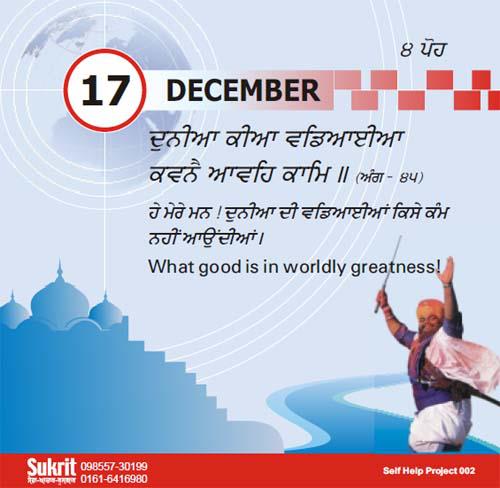 ੪ ਪੋਹ
17 DECEMBER
ਦੁਨੀਆ ਕੀਆ ਵਡਿਆਈਆ
ਕਵਨੈ ਆਵਹਿ ਕਾਮਿ ॥ (ਅੰਗ - ੪੫)
ਹੇ ਮੇਰੇ ਮਨ ! ਦੁਨੀਆ ਦੀ ਵਡਿਆਈਆਂ ਕਿਸੇ ਕੰਮ
ਨਹੀਂ ਆਉਂਦੀਆਂ।
What good is in worldly greatness!
Sukrit 098557-30199
0161-6416980
Self Help Project 002